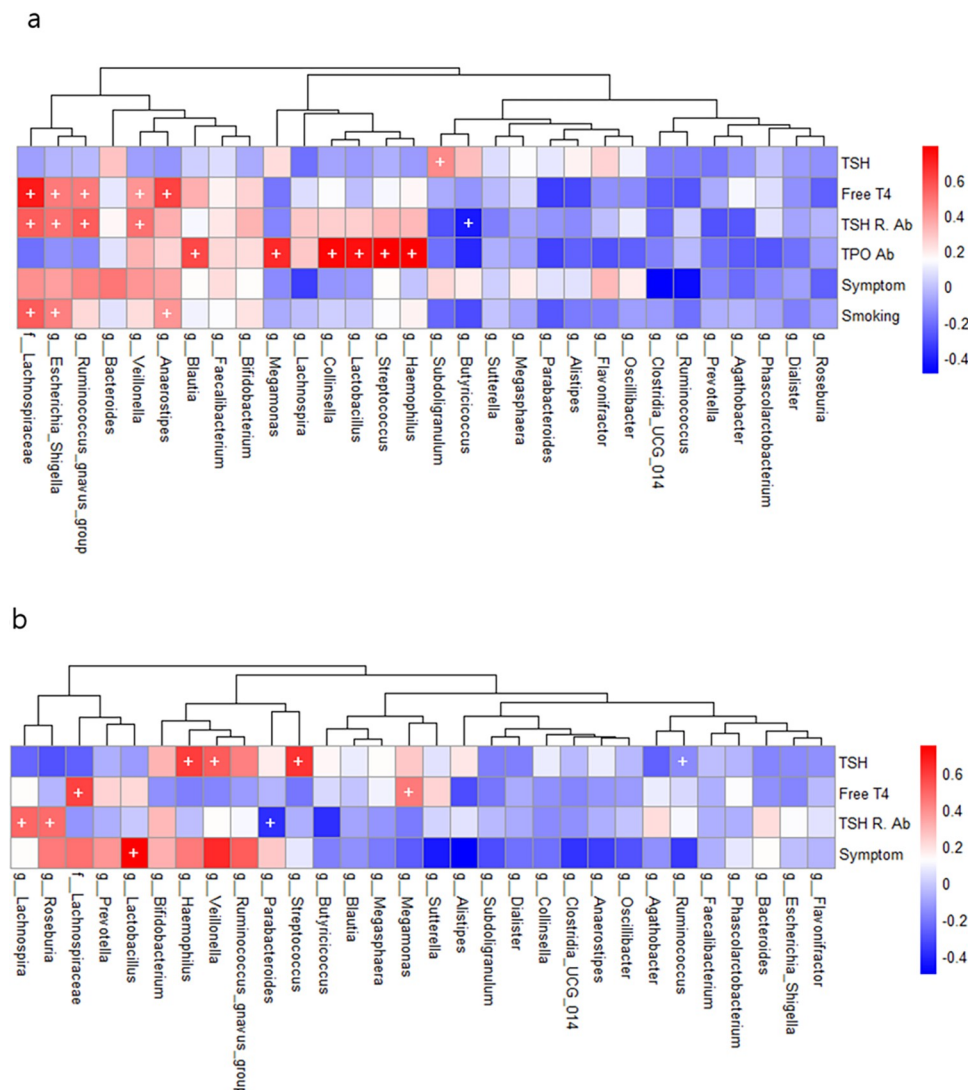 a
TSH
Free T4
TSH R. Ab
TPO Ab
Symptom
Smoking
0.6
0.4
0.2
0
-0.2
-0.4
f__Lachnospiraceae
g__Escherichia_Shigella
g__Ruminococcus_gnavus_group
g__Bacteroides
g__Veillonella
g__Anaerostipes
g__Blautia
g__Faecalibacterium
g__Bifidobacterium
g__Megamonas
g__Lachnospira
g__Collinsella
g__Lactobacillus
g__Streptococcus
g__Haemophilus
g__Subdoligranulum
g__Butyricicoccus
g__Sutterella
g__Megasphaera
g__Parabacteroides
g__Alistipes
g__Flavonifractor
g__Oscillibacter
g__Clostridia_UCG_014
g__Ruminococcus
g__Prevotella
g__Agathobacter
g__Phascolarctobacterium
g__Dialister
g__Roseburia
b
TSH
Free T4
TSH R. Ab
Symptom
0.6
0.4
0.2
0
-0.2
-0.4
g__Lachnospira
g__Roseburia
f__Lachnospiraceae
g__Prevotella
g__Lactobacillus
g__Bifidobacterium
g__Haemophilus
g__Veillonella
g__Ruminococcus_gnavus_group
g__Parabacteroides
g__Streptococcus
g__Butyricicoccus
g__Blautia
g__Megasphaera
g__Megamonas
g__Sutterella
g__Alistipes
g__Subdoligranulum
g__Dialister
g__Collinsella
g__Clostridia_UCG_014
g__Anaerostipes
g__Oscillibacter
g__Agathobacter
g__Ruminococcus
g__Faecalibacterium
g__Phascolarctobacterium
g__Bacteroides
g__Escherichia_Shigella
g__Flavonifractor